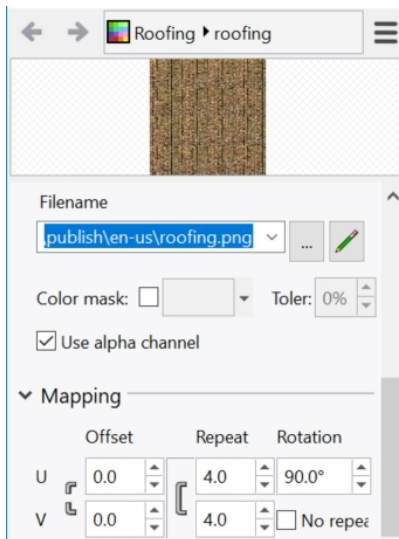 Roofing ▸ roofing
Filename
\publish\en-us\roofing.png
...
Color mask: Toler: 0%
Use alpha channel
Mapping
Offset Repeat Rotation
U 0.0 4.0 90.0°
V 0.0 4.0 No repea